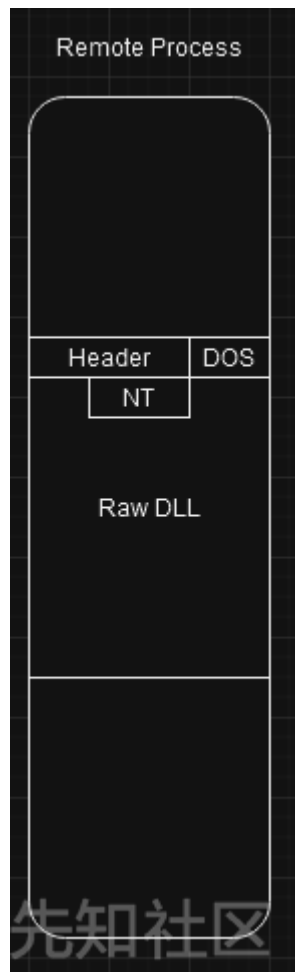 Remote Process
Header DOS
NT
Raw DLL
先知社区